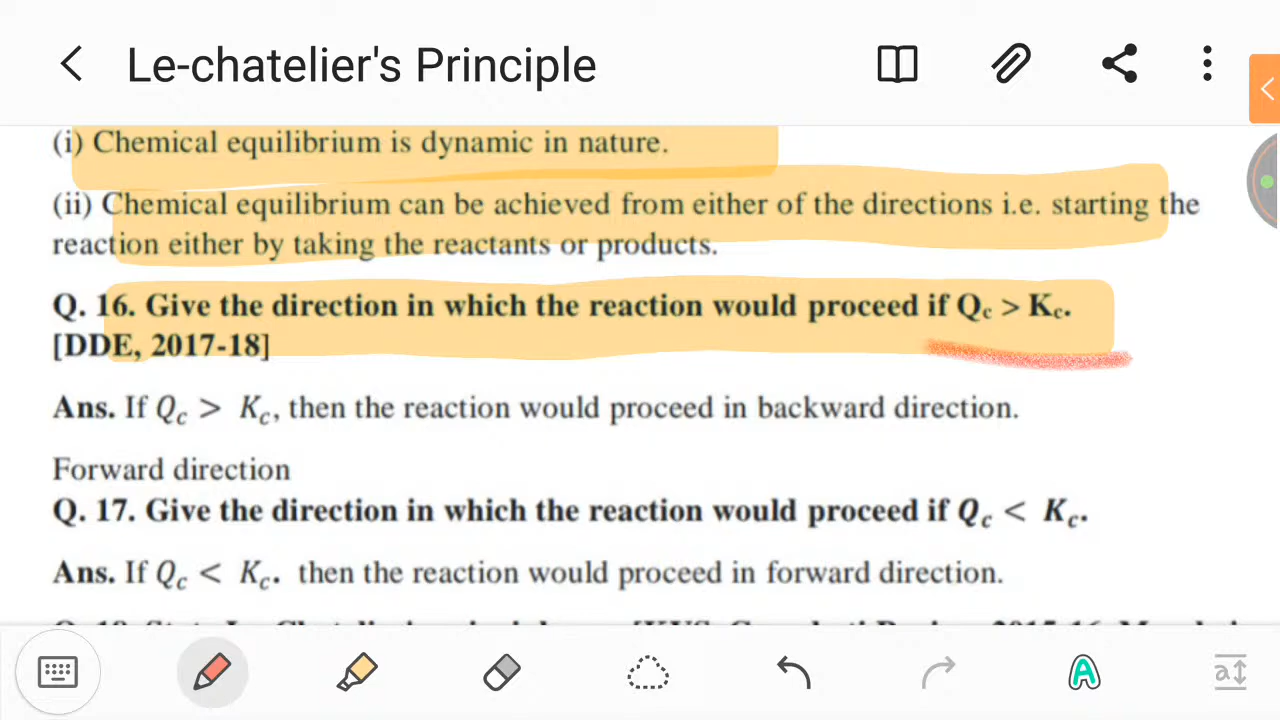 Le-chatelier's Principle
(i) Chemical equilibrium is dynamic in nature.
(ii) Chemical equilibrium can be achieved from either of the directions i.e. starting the
reaction either by taking the reactants or products.
Q. 16. Give the direction in which the reaction would proceed if Qc > Kc.
[DDE, 2017-18]
Ans. If Qc > Kc, then the reaction would proceed in backward direction.
Forward direction
Q. 17. Give the direction in which the reaction would proceed if Qc < Kc.
Ans. If Qc < Kc. then the reaction would proceed in forward direction.